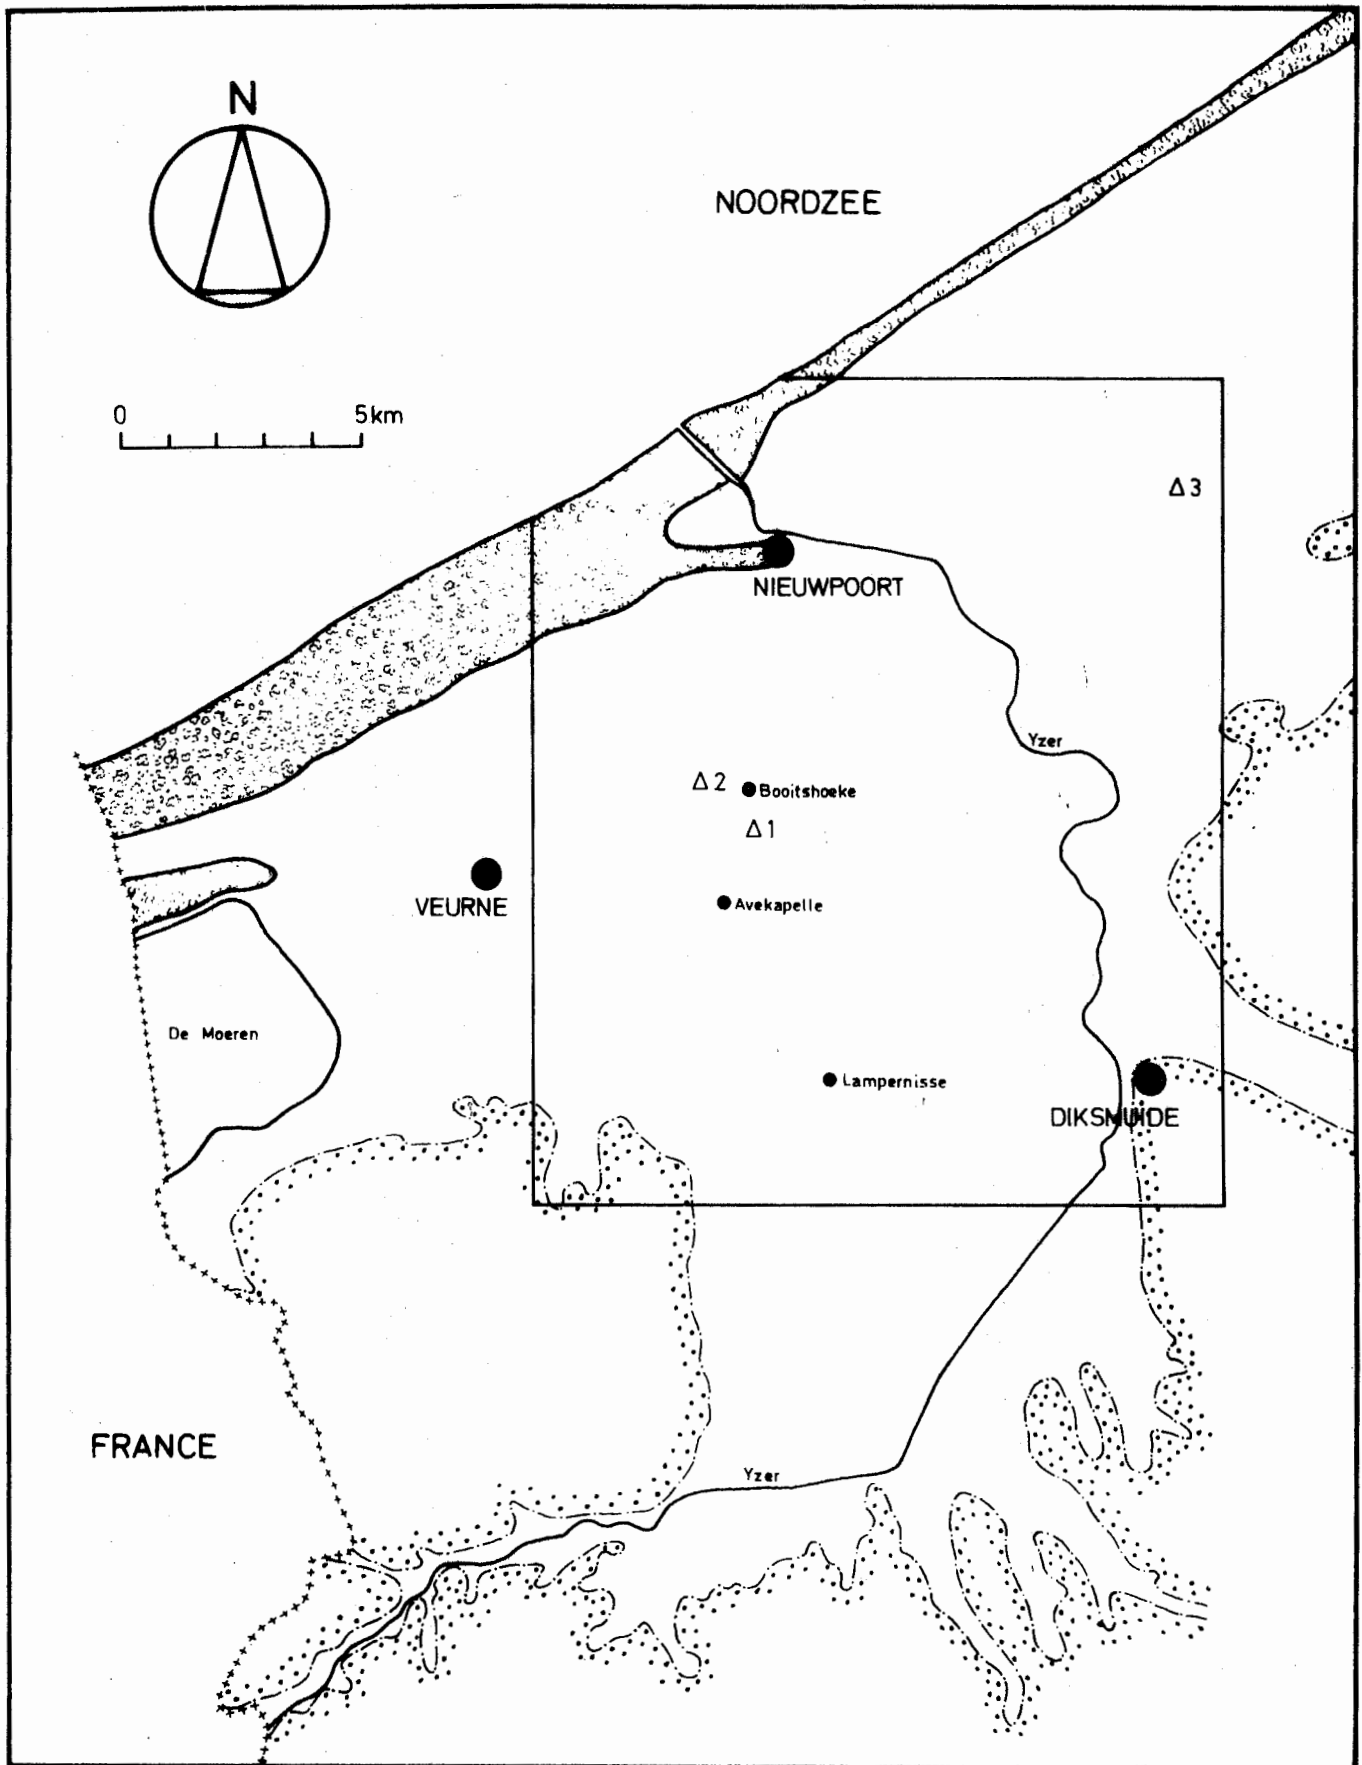 N
NOORDZEE
0 5km
Δ3
NIEUWPOORT
Yzer
Δ2
Booitshoeke
Δ1
VEURNE
Avekapelle
De Moeren
Lampernisse
DIKSMUIDE
FRANCE
Yzer